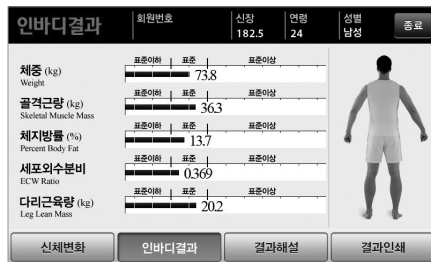 인바디결과
회원번호
신장 연령 성별
182.5 24 남성
종료
표준이하 표준 표준이상
체중 (kg) 73.8
Weight
표준이하 표준 표준이상
골격근량 (kg) 36.3
Skeletal Muscle Mass
표준이하 표준 표준이상
체지방률 (%) 13.7
Percent Body Fat
표준이하 표준 표준이상
세포외수분비 0.369
ECW Ratio
표준이하 표준 표준이상
다리근육량 (kg) 20.2
Leg Lean Mass
신체변화 인바디결과 결과해설 결과인쇄